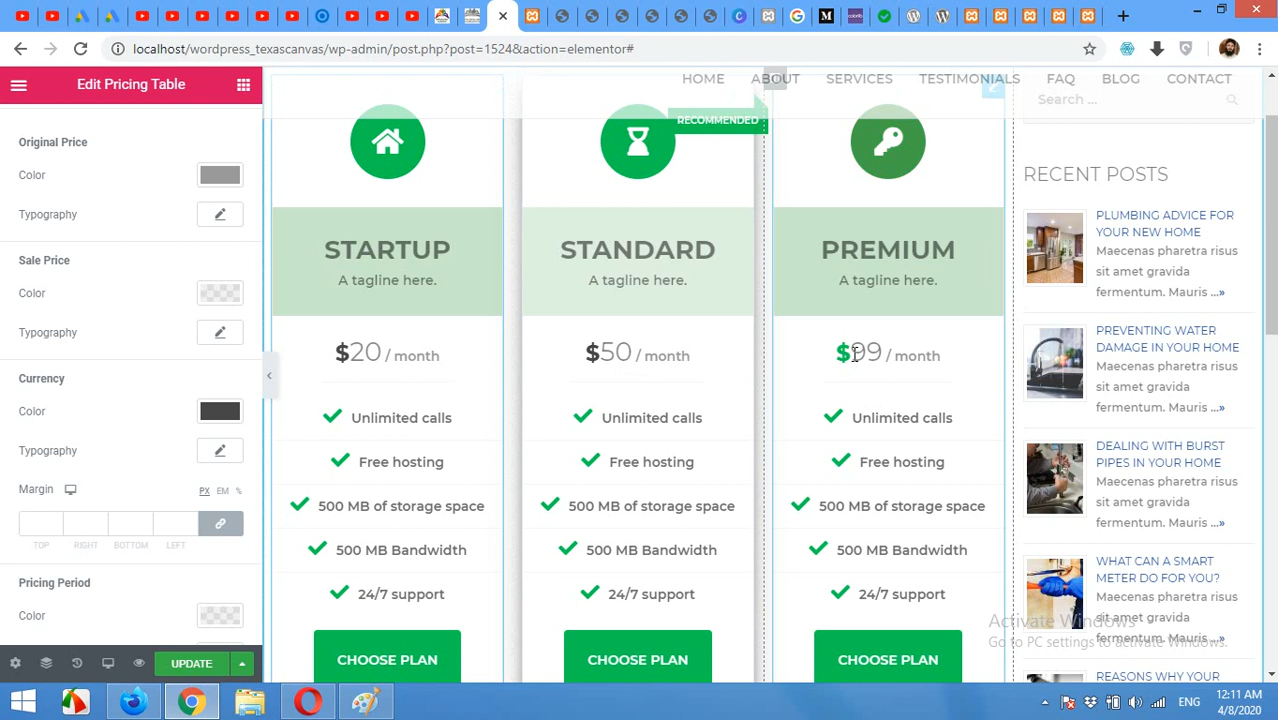 localhost/wordpress_texascanvas/wp-admin/post.php?post=1524&action=elementor#
Edit Pricing Table
HOME
ABOUT
SERVICES
TESTIMONIALS
FAQ
BLOG
CONTACT
Original Price
Color
Typography
Sale Price
Color
Typography
Currency
Color
Typography
Margin
PX
EM
%
TOP
RIGHT
BOTTOM
LEFT
Pricing Period
Color
UPDATE
STARTUP
A tagline here.
$20 / month
Unlimited calls
Free hosting
500 MB of storage space
500 MB Bandwidth
24/7 support
CHOOSE PLAN
RECOMMENDED
STANDARD
A tagline here.
$50 / month
Unlimited calls
Free hosting
500 MB of storage space
500 MB Bandwidth
24/7 support
CHOOSE PLAN
PREMIUM
A tagline here.
$99 / month
Unlimited calls
Free hosting
500 MB of storage space
500 MB Bandwidth
24/7 support
CHOOSE PLAN
Search ...
RECENT POSTS
PLUMBING ADVICE FOR
YOUR NEW HOME
Maecenas pharetra risus
sit amet gravida
fermentum. Mauris ...»
PREVENTING WATER
DAMAGE IN YOUR HOME
Maecenas pharetra risus
sit amet gravida
fermentum. Mauris ...»
DEALING WITH BURST
PIPES IN YOUR HOME
Maecenas pharetra risus
sit amet gravida
fermentum. Mauris ...»
WHAT CAN A SMART
METER DO FOR YOU?
Maecenas pharetra risus
sit amet gravida
fermentum. Mauris ...»
REASONS WHY YOUR
Activate Windows
Go to PC settings to activate Windows.
ENG
12:11 AM
4/8/2020